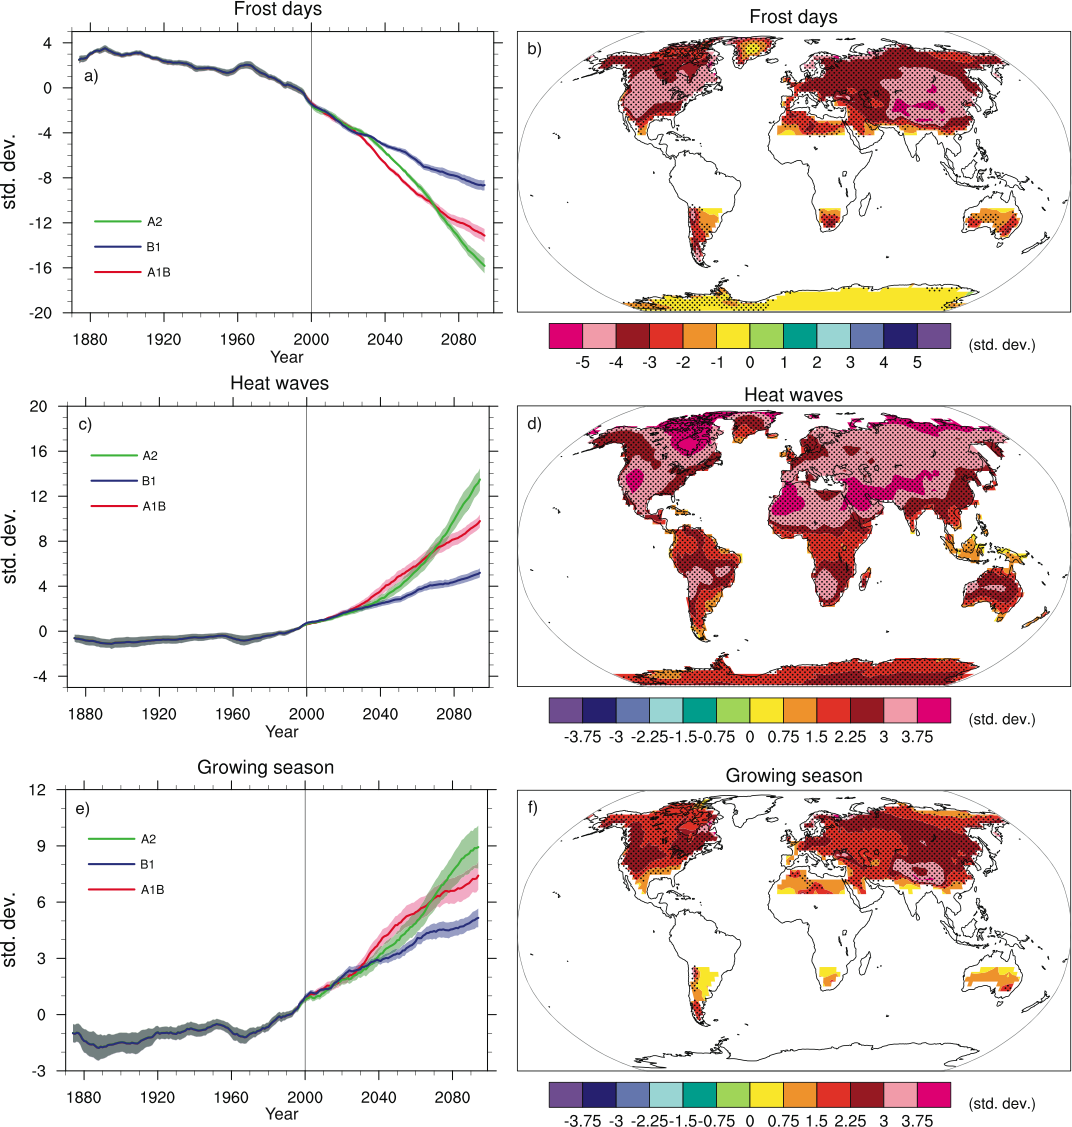 Frost days
4
0
-4
-8
-12
-16
-20
std. dev.
a)
A2
B1
A1B
1880 1920 1960 2000 2040 2080
Year
Frost days
b)
-5 -4 -3 -2 -1 0 1 2 3 4 5
(std. dev.)
Heat waves
20
16
12
8
4
0
-4
std. dev.
c)
A2
B1
A1B
1880 1920 1960 2000 2040 2080
Year
Heat waves
d)
-3.75 -3 -2.25 -1.5 -0.75 0 0.75 1.5 2.25 3 3.75
(std. dev.)
Growing season
12
9
6
3
0
-3
std. dev.
e)
A2
B1
A1B
1880 1920 1960 2000 2040 2080
Year
Growing season
f)
-3.75 -3 -2.25 -1.5 -0.75 0 0.75 1.5 2.25 3 3.75
(std. dev.)